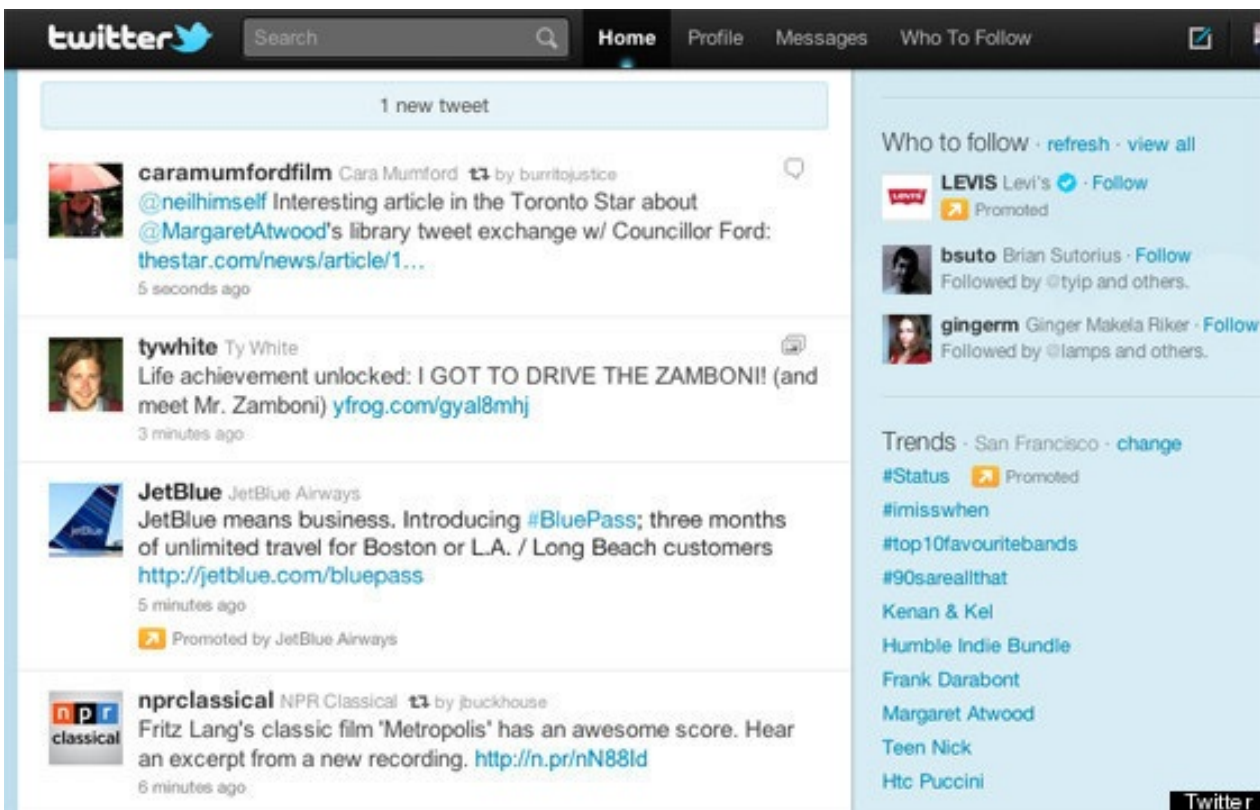 twitter
Search
Home
Profile
Messages
Who To Follow
1 new tweet
caramumfordfilm Cara Mumford by burritojustice
@neilhimself Interesting article in the Toronto Star about
@MargaretAtwood's library tweet exchange w/ Councillor Ford:
thestar.com/news/article/1…
5 seconds ago
tywhite Ty White
Life achievement unlocked: I GOT TO DRIVE THE ZAMBONI! (and
meet Mr. Zamboni) yfrog.com/gyal8mhj
3 minutes ago
JetBlue JetBlue Airways
jetBlue
JetBlue means business. Introducing #BluePass; three months
of unlimited travel for Boston or L.A. / Long Beach customers
http://jetblue.com/bluepass
5 minutes ago
Promoted by JetBlue Airways
npr
classical
nprclassical NPR Classical by jbuckhouse
Fritz Lang's classic film 'Metropolis' has an awesome score. Hear
an excerpt from a new recording. http://n.pr/nN88Id
6 minutes ago
Who to follow · refresh · view all
LEVI'S
LEVIS Levi's · Follow
Promoted
bsuto Brian Sutorius · Follow
Followed by @tyip and others.
gingerm Ginger Makela Riker · Follow
Followed by @lamps and others.
Trends · San Francisco · change
#Status Promoted
#imisswhen
#top10favouritebands
#90sareallthat
Kenan & Kel
Humble Indie Bundle
Frank Darabont
Margaret Atwood
Teen Nick
Htc Puccini
Twitter